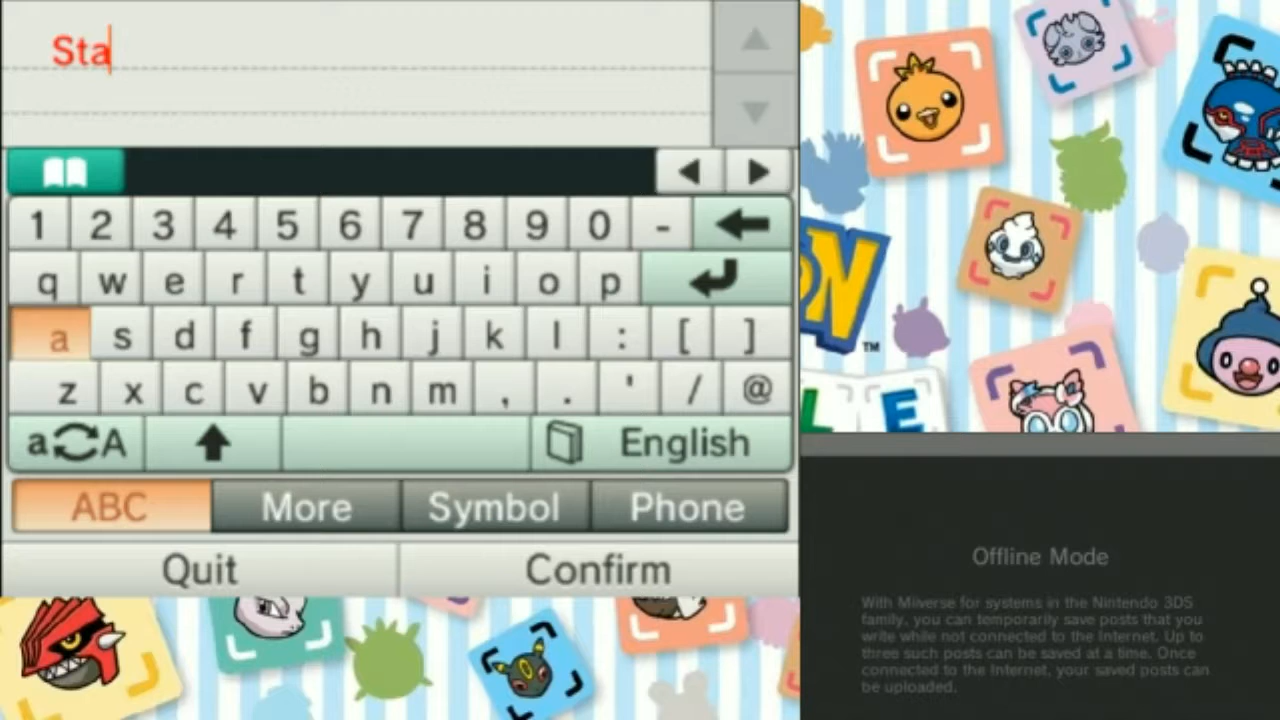 Sta
1 2 3 4 5 6 7 8 9 0 -
q w e r t y u i o p
a s d f g h j k l : [ ]
z x c v b n m , . ' / @
a A English
ABC More Symbol Phone
Quit Confirm
ON™
L E
Offline Mode
With Miiverse for systems in the Nintendo 3DS
family, you can temporarily save posts that you
write while not connected to the Internet. Up to
three such posts can be saved at a time. Once
connected to the Internet, your saved posts can
be uploaded.